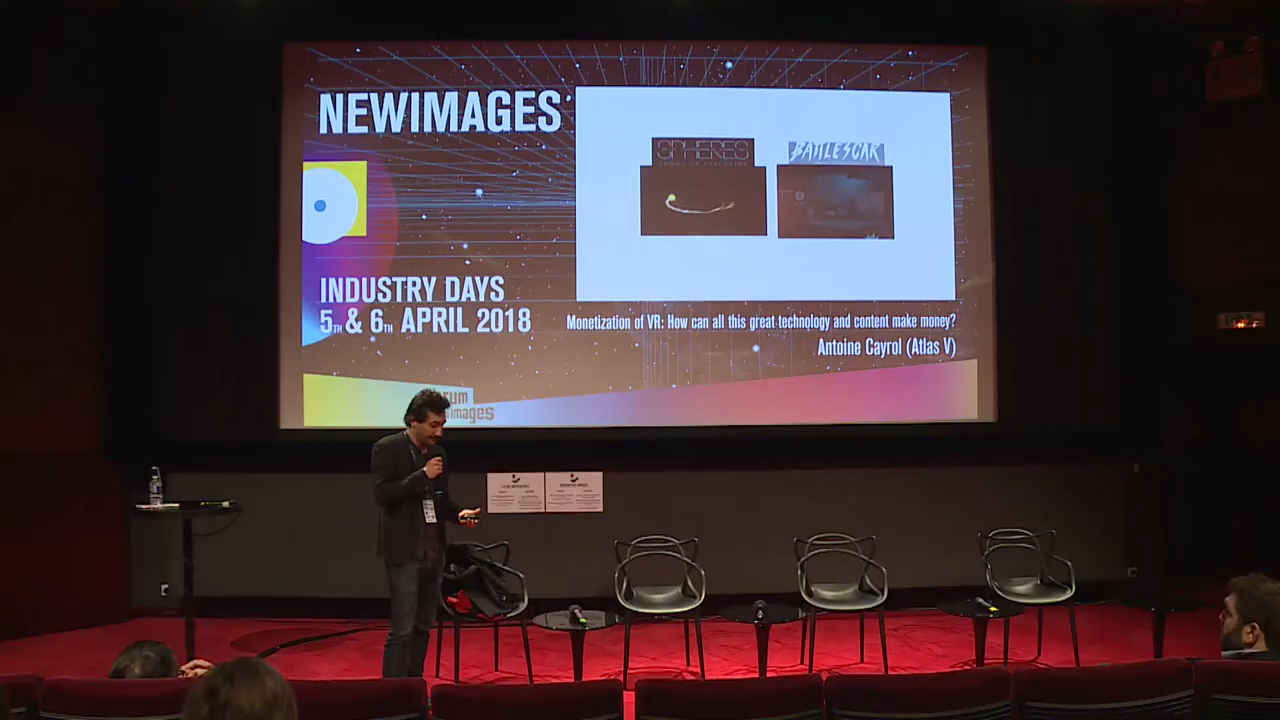 NEWIMAGES
SPHERES
BATTLESCAR
INDUSTRY DAYS
5TH & 6TH APRIL 2018
Monetization of VR: How can all this great technology and content make money?
Antoine Cayrol (Atlas V)
images